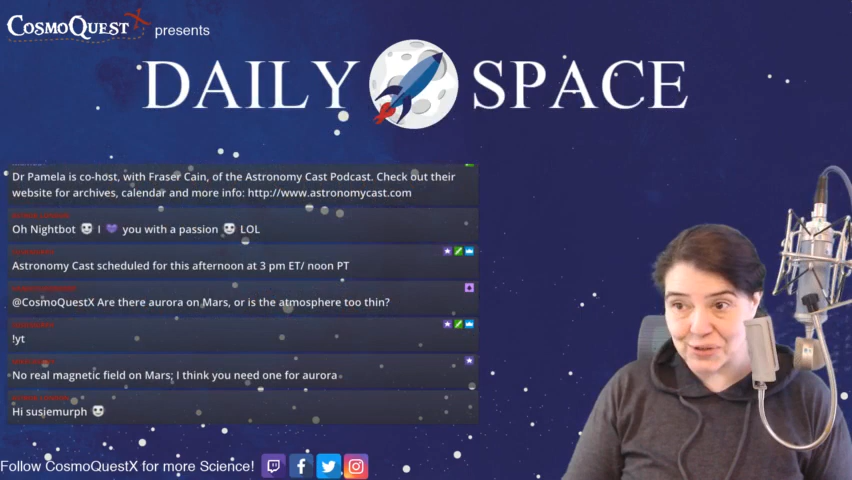 CosmoQuestX presents
DAILY SPACE
Dr Pamela is co-host, with Fraser Cain, of the Astronomy Cast Podcast. Check out their
website for archives, calendar and more info: http://www.astronomycast.com
Oh Nightbot I you with a passion LOL
Astronomy Cast scheduled for this afternoon at 3 pm ET/ noon PT
@CosmoQuestX Are there aurora on Mars, or is the atmosphere too thin?
!yt
No real magnetic field on Mars; I think you need one for aurora
Hi susiemurph
Follow CosmoQuestX for more Science!